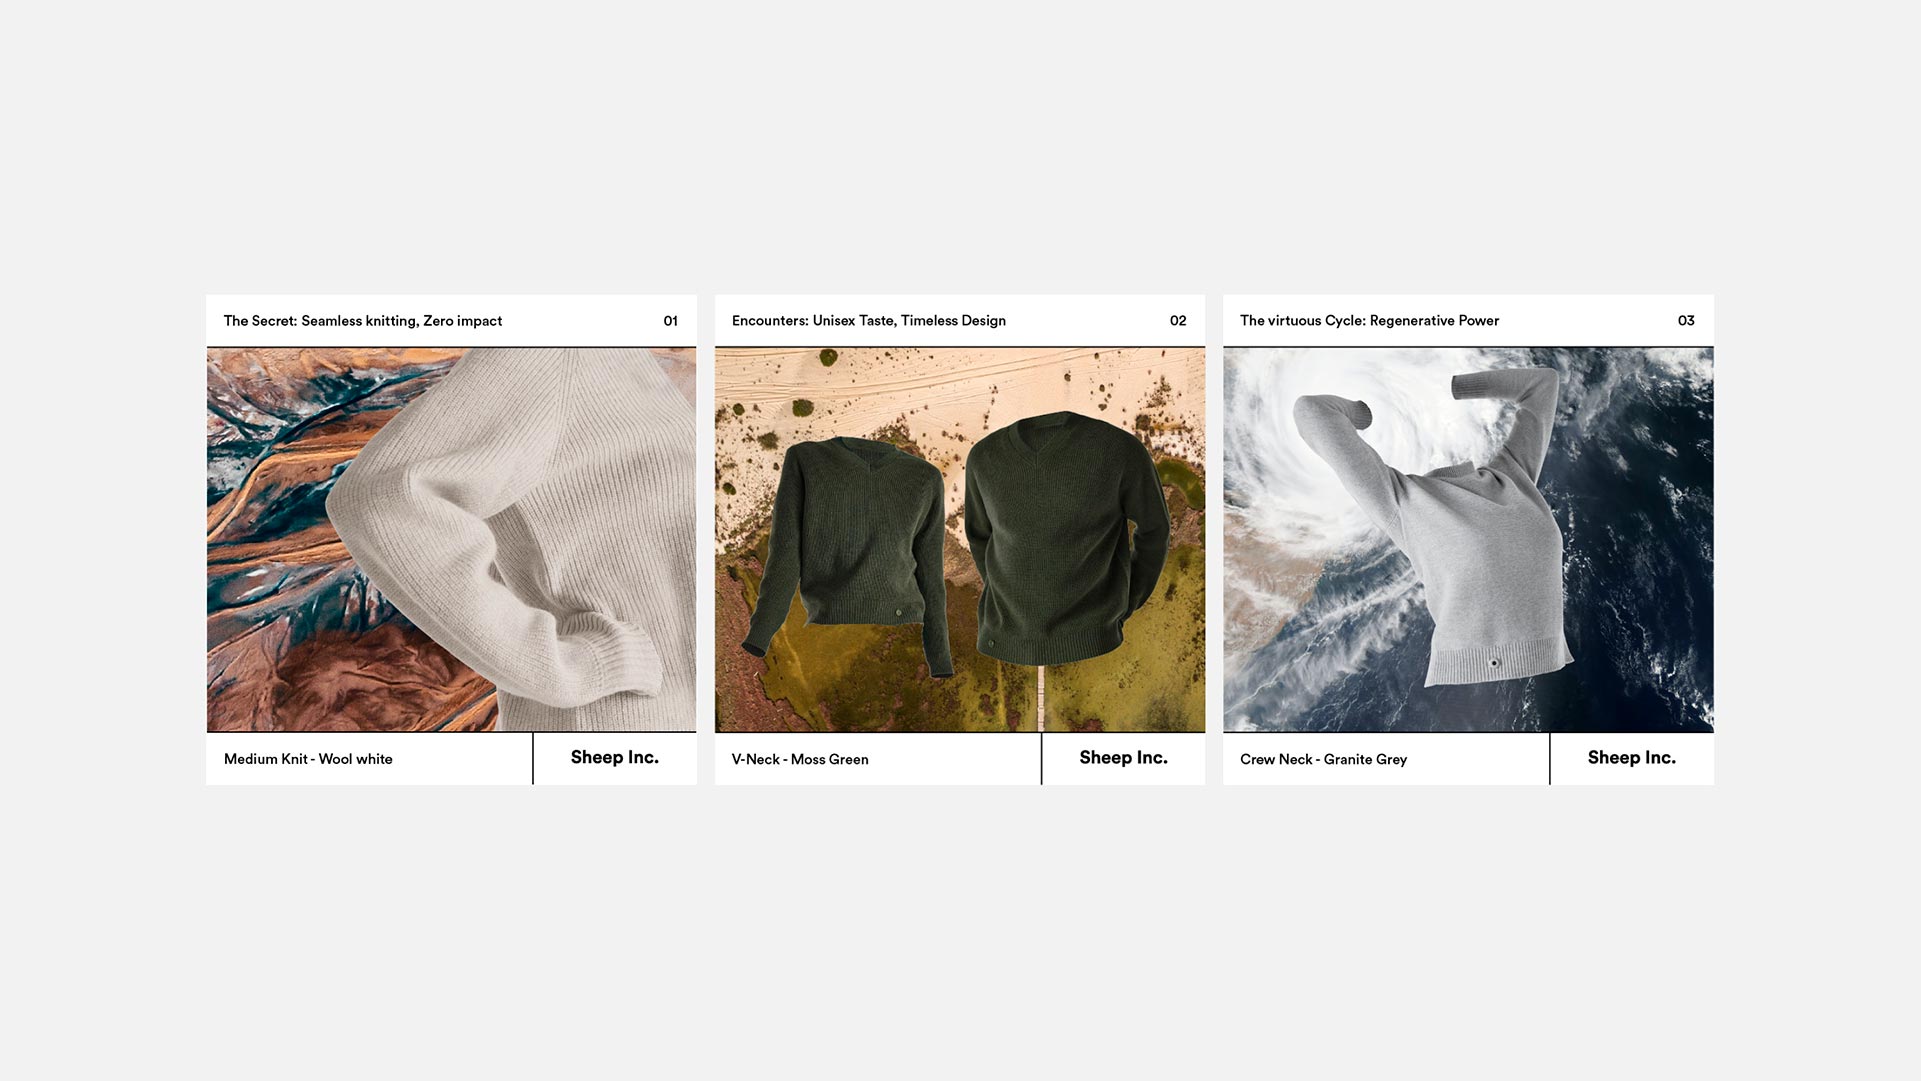 The Secret: Seamless knitting, Zero impact
01
Medium Knit - Wool white
Sheep Inc.
Encounters: Unisex Taste, Timeless Design
02
V-Neck - Moss Green
Sheep Inc.
The virtuous Cycle: Regenerative Power
03
Crew Neck - Granite Grey
Sheep Inc.